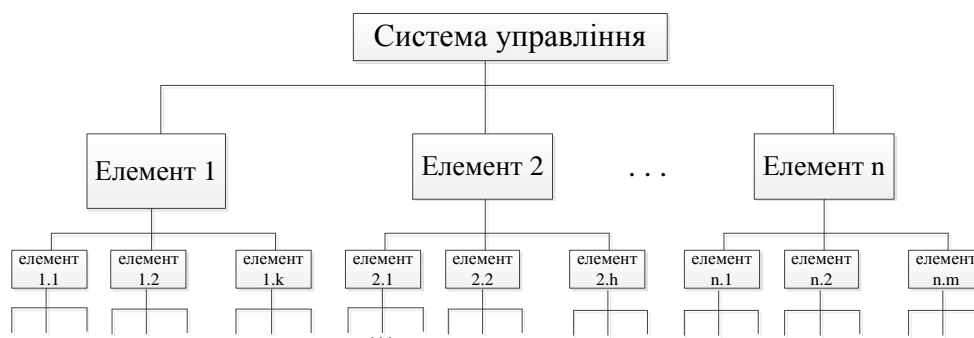 Система управління
Елемент 1
Елемент 2
. . .
Елемент n
елемент
1.1
елемент
1.2
елемент
1.k
елемент
2.1
елемент
2.2
елемент
2.h
елемент
n.1
елемент
n.2
елемент
n.m
...